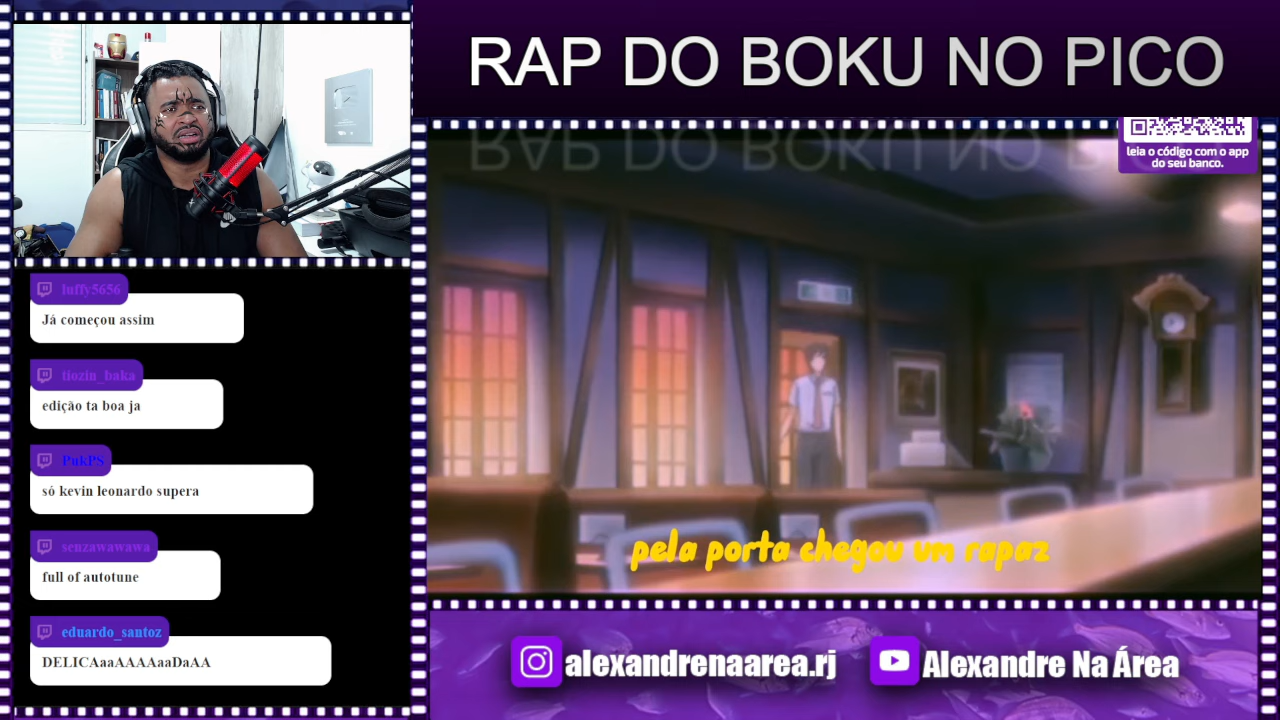 RAP DO BOKU NO PICO
leia o código com o app
do seu banco.
luffy5656
Já começou assim
tiozin_baka
edição ta boa ja
PukPS
só kevin leonardo supera
senzawawawa
full of autotune
eduardo_santoz
DELICAaaAAAAaaDaAA
pela porta chegou um rapaz
alexandrenaarea.rj
Alexandre Na Área